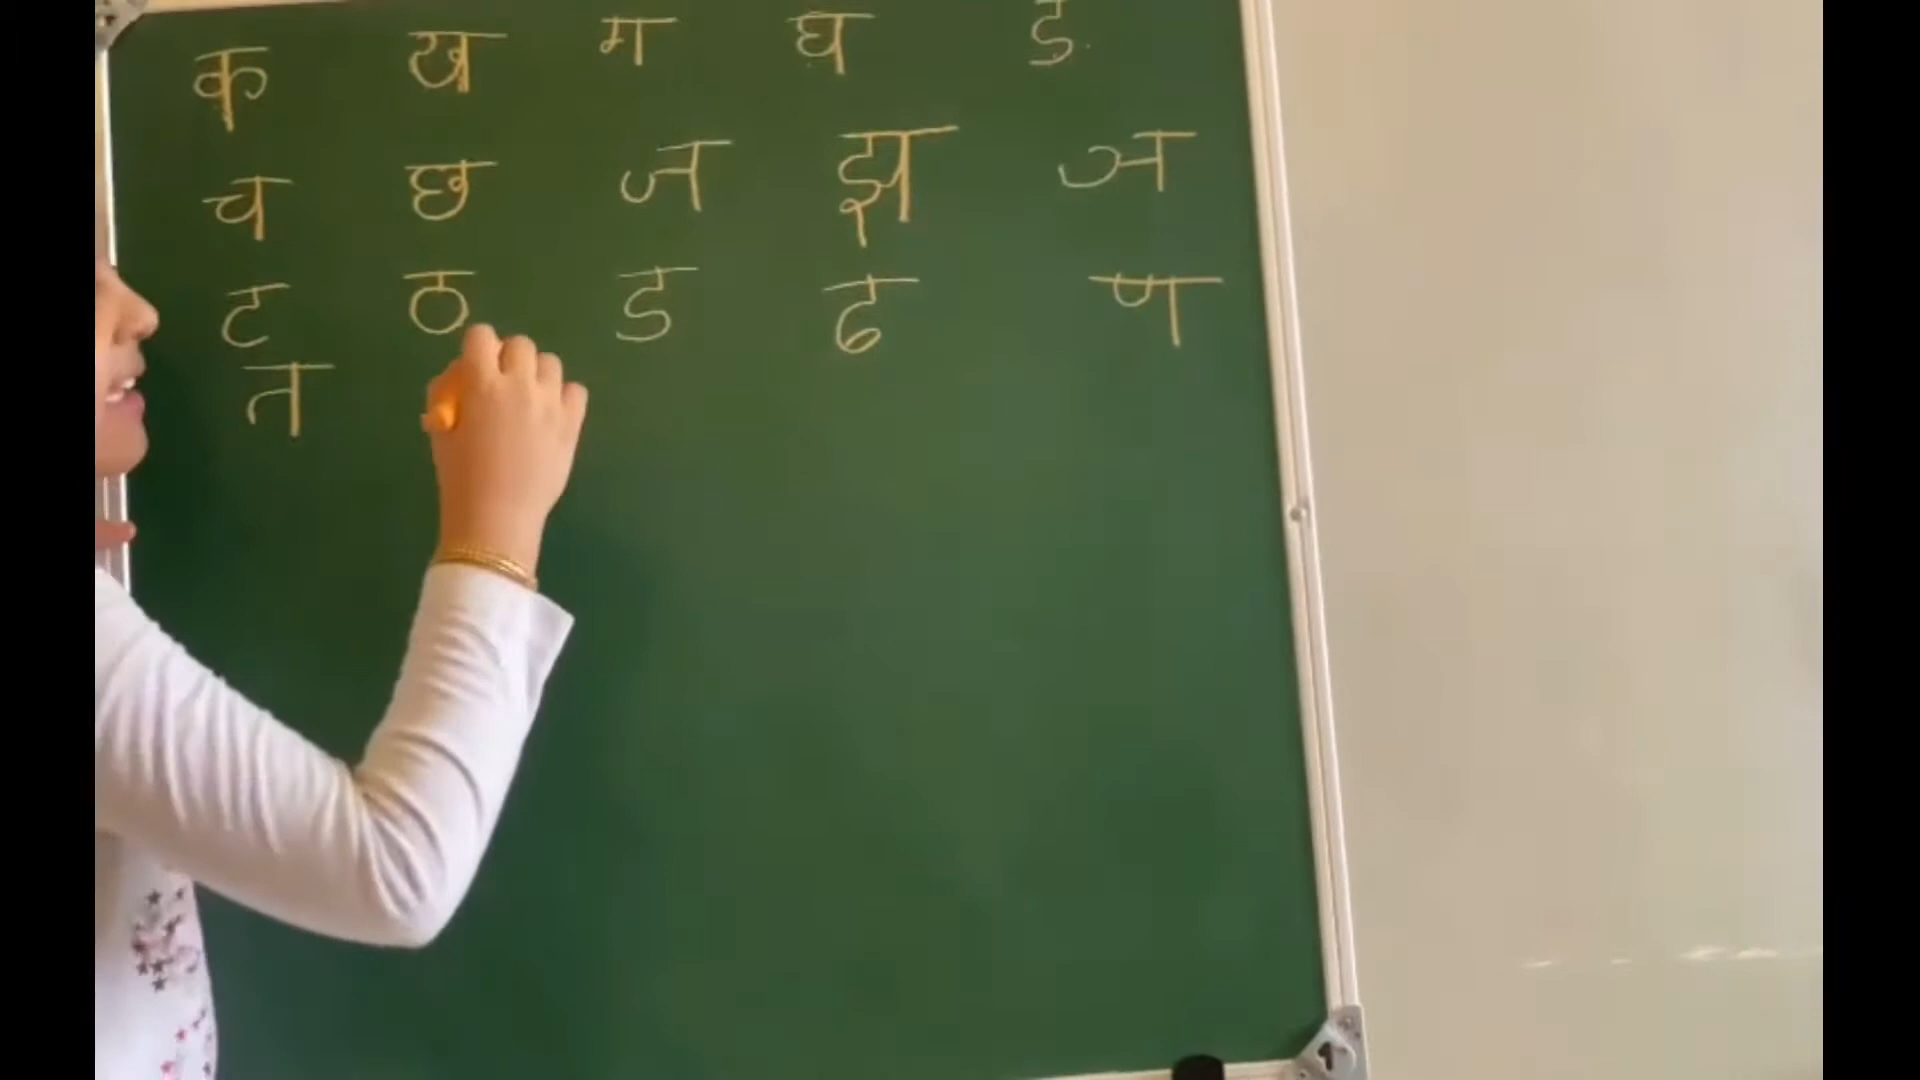 क ख ग घ ङ
च छ ज झ ञ
ट ठ ड ढ ण
त